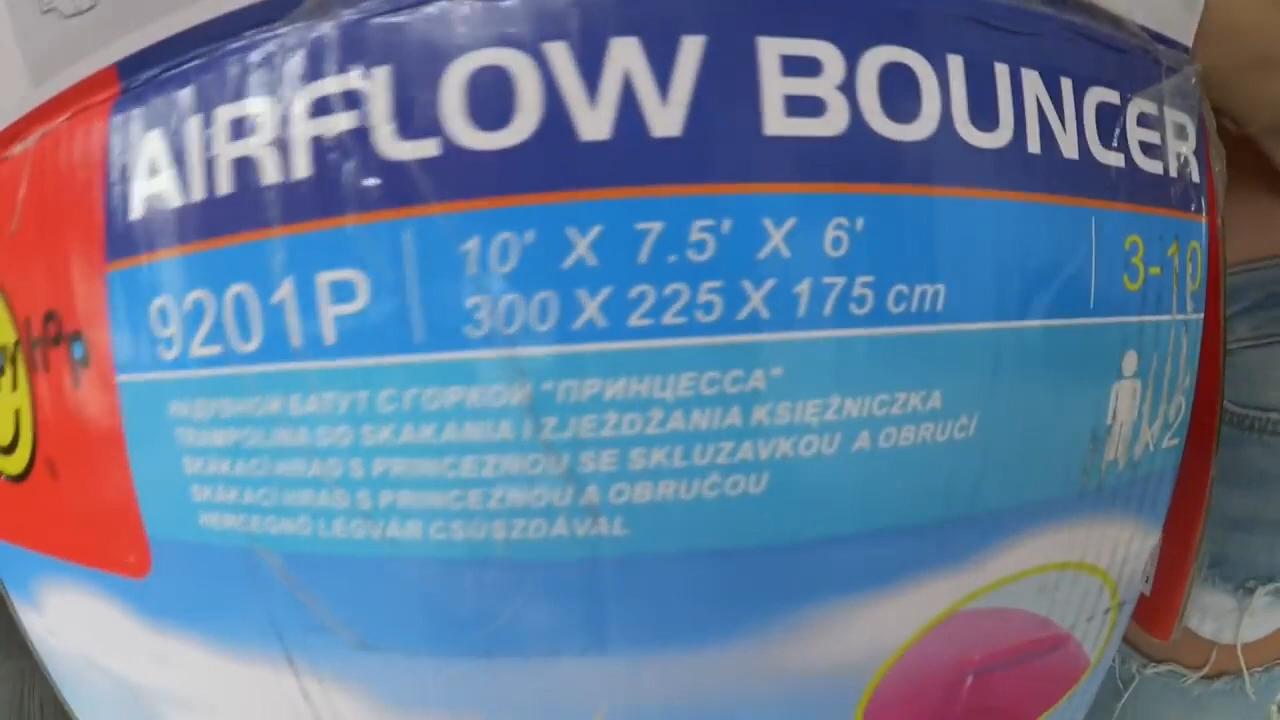 AIRFLOW BOUNCER
9201P
10' X 7.5' X 6'
300 X 225 X 175 cm
3-10
НАДУВНОЙ БАТУТ С ГОРКОЙ "ПРИНЦЕССА"
TRAMPOLINA DO SKAKANIA I ZJEŻDŻANIA KSIĘŻNICZKA
SKÁKACÍ HRAD S PRINCEZNOU SE SKLUZAVKOU A OBRUČÍ
SKÁKACÍ HRAD S PRINCEZNOU A OBRUČOU
HERCEGNŐ LÉGVÁR CSÚSZDÁVAL
x2